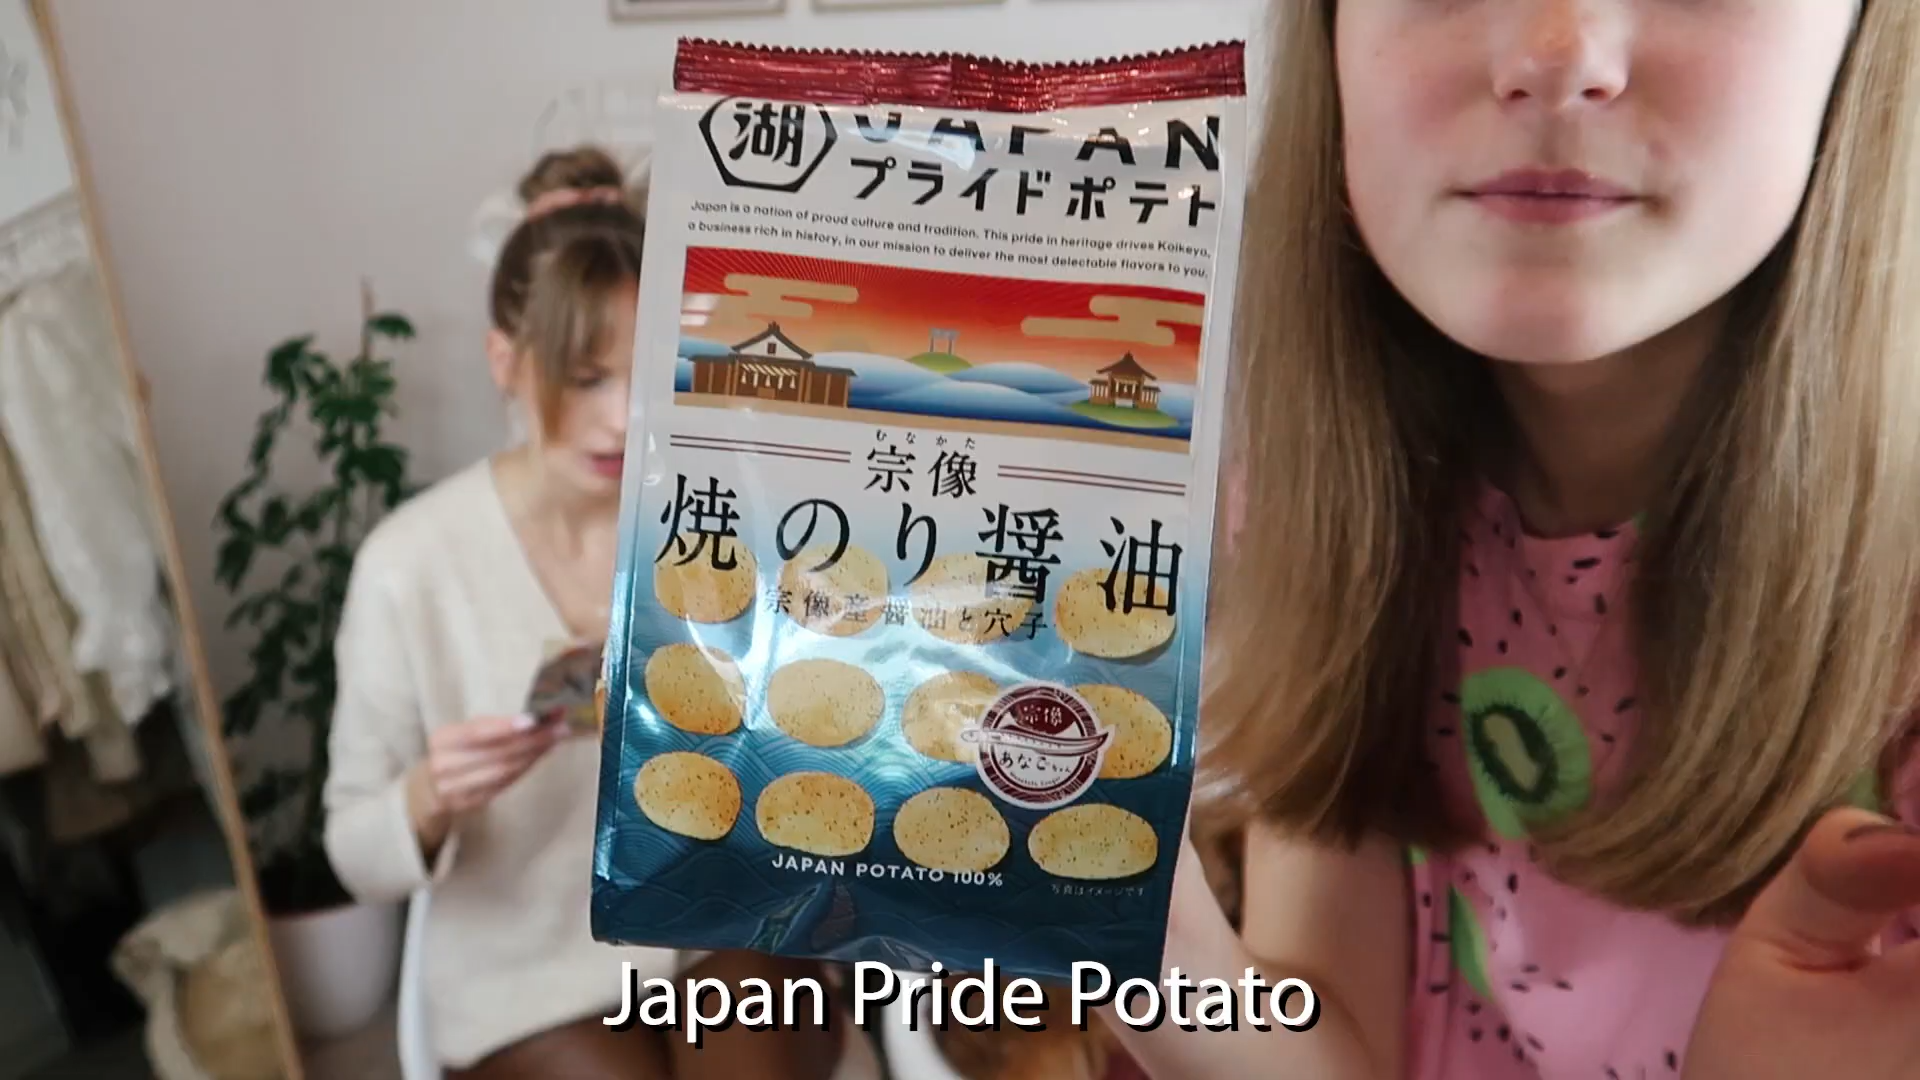 湖
JAPAN
プライドポテト
Japan is a nation of proud culture and tradition. This pride in heritage drives Koikeya,
a business rich in history, in our mission to deliver the most delectable flavors to you.
むなかた
宗像
焼のり醤油
宗像産醤油と穴子
宗像
あなごちゃん
JAPAN POTATO 100%
写真はイメージです
Japan Pride Potato